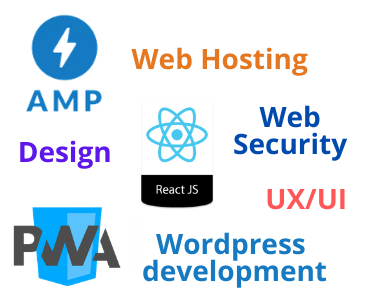 Web Hosting
AMP
Web
Security
Design
React JS
UX/UI
PWA
Wordpress
development